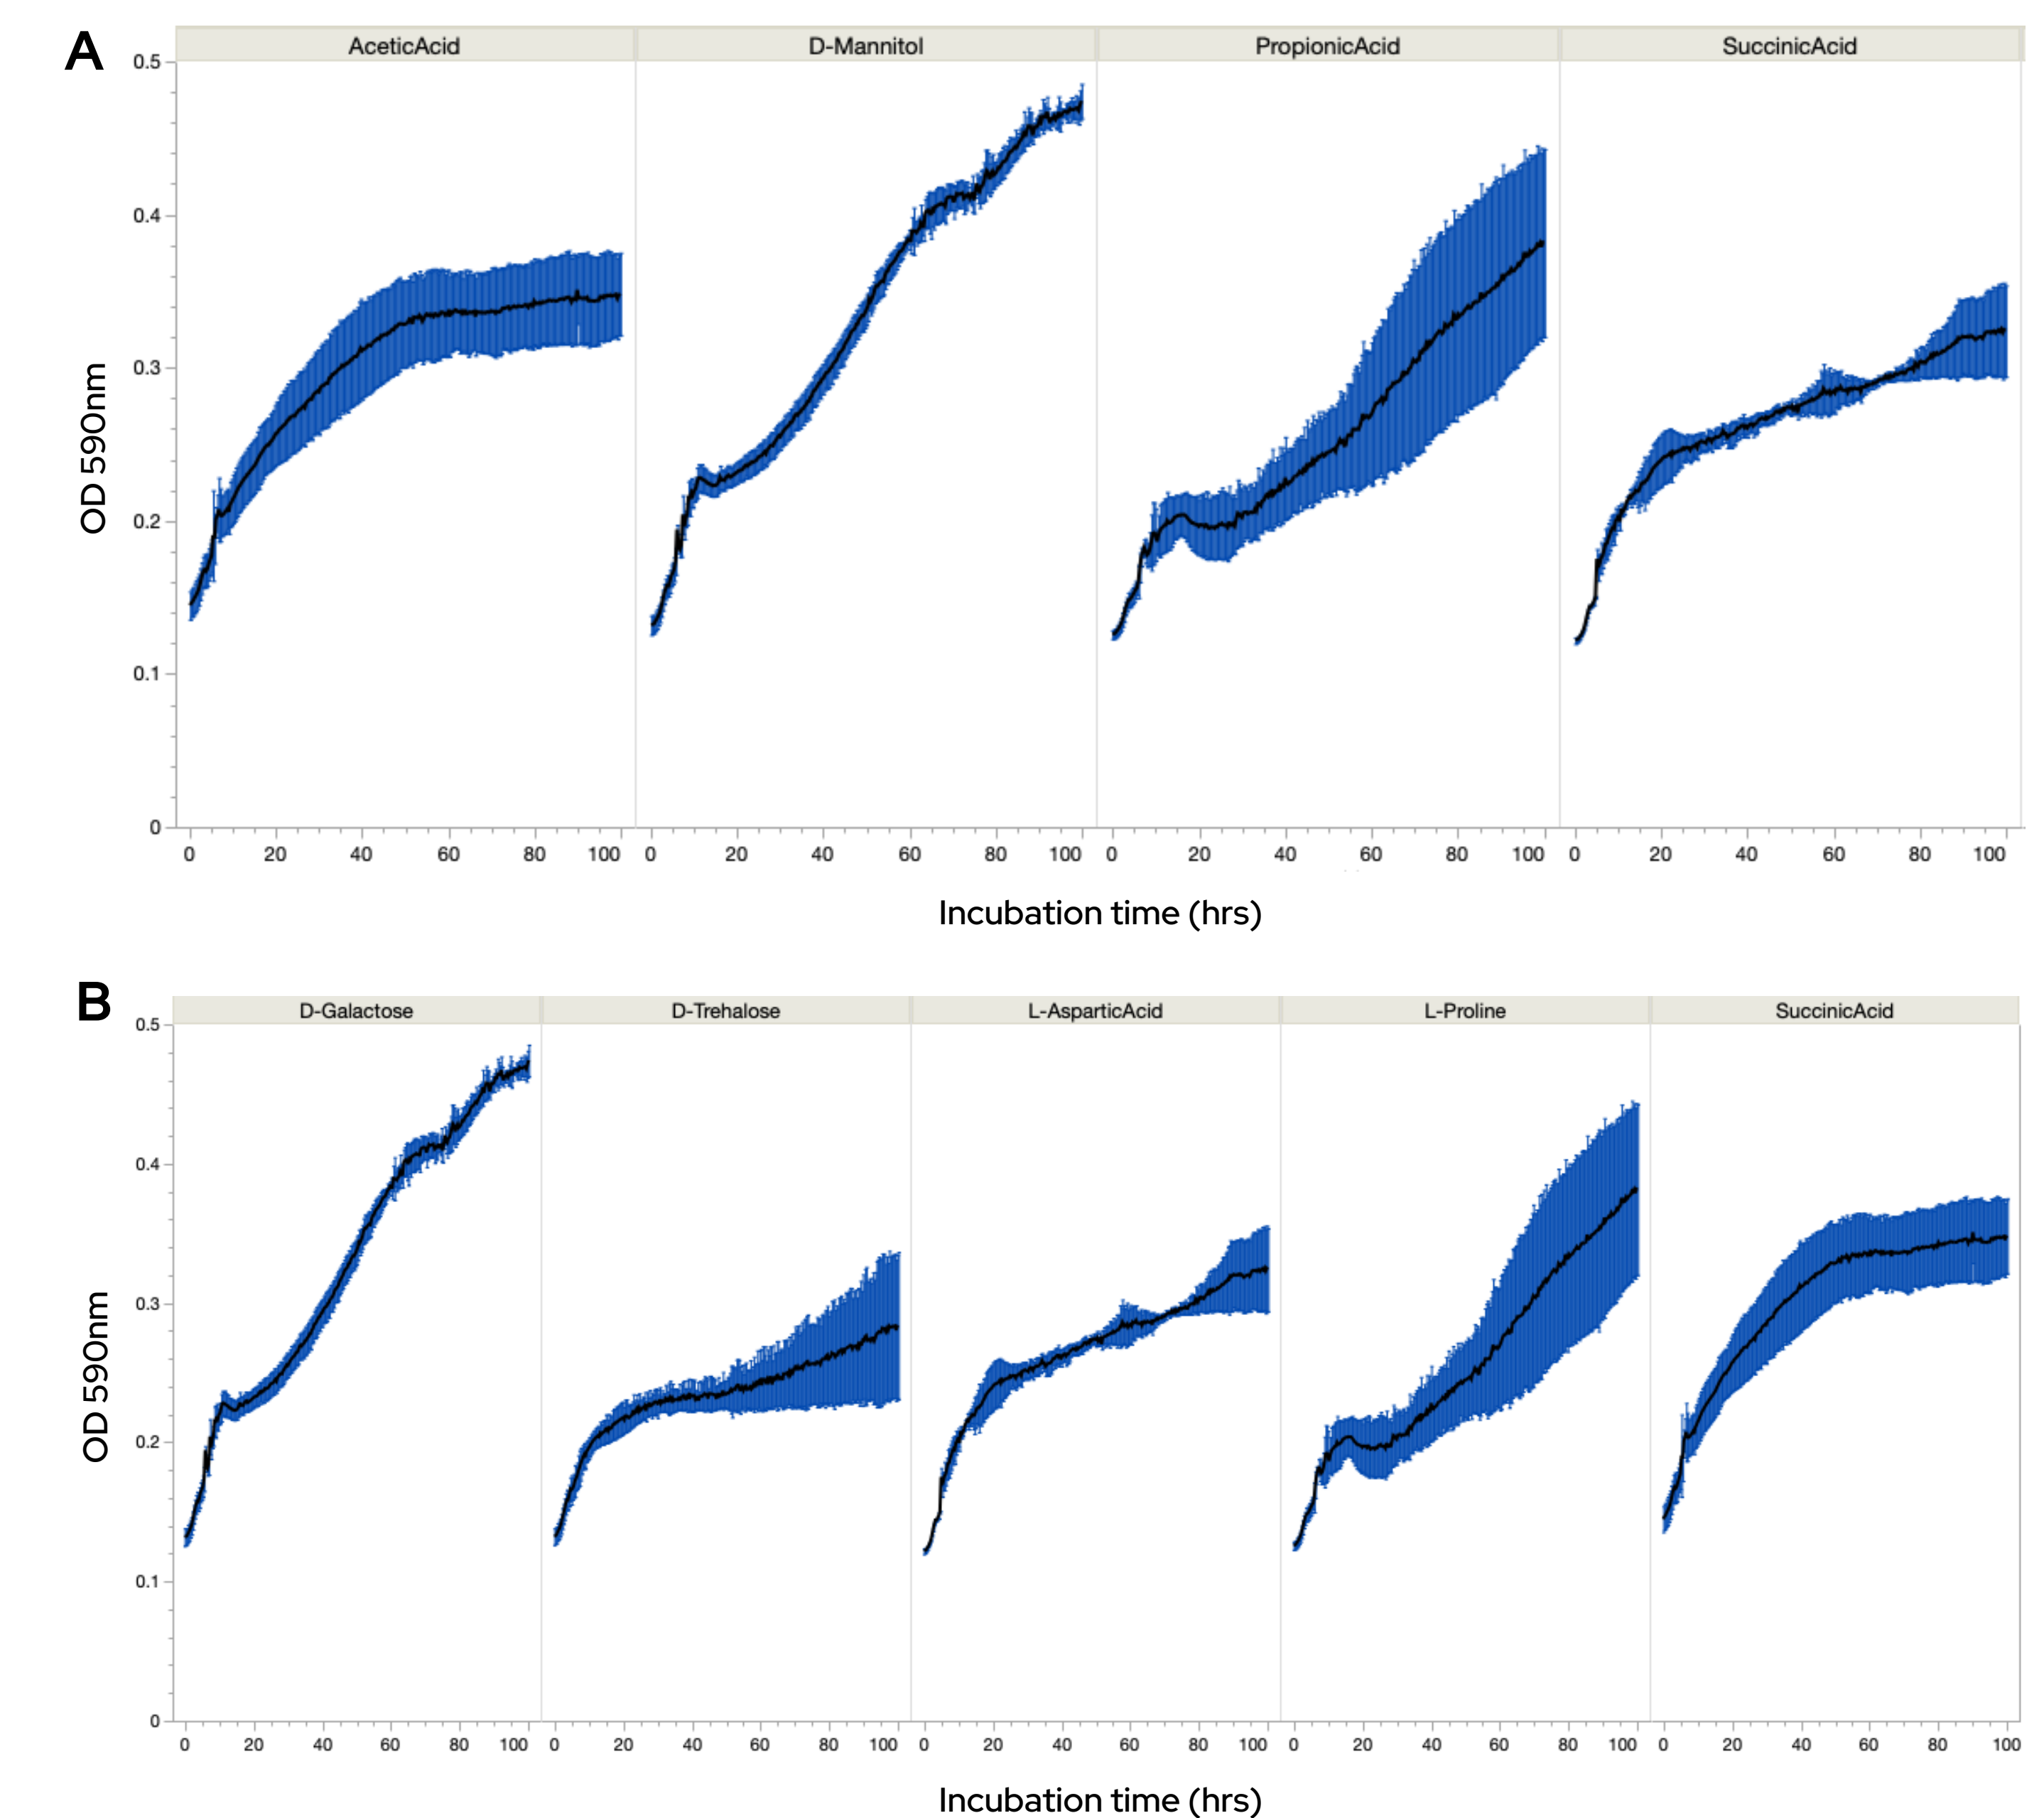 A
AceticAcid D-Mannitol PropionicAcid SuccinicAcid
0.5
0.4
0.3
0.2
0.1
0
OD 590nm
0 20 40 60 80 100 0 20 40 60 80 100 0 20 40 60 80 100 0 20 40 60 80 100
Incubation time (hrs)
B
D-Galactose D-Trehalose L-AsparticAcid L-Proline SuccinicAcid
0.5
0.4
0.3
0.2
0.1
0
OD 590nm
0 20 40 60 80 100 0 20 40 60 80 100 0 20 40 60 80 100 0 20 40 60 80 100 0 20 40 60 80 100
Incubation time (hrs)